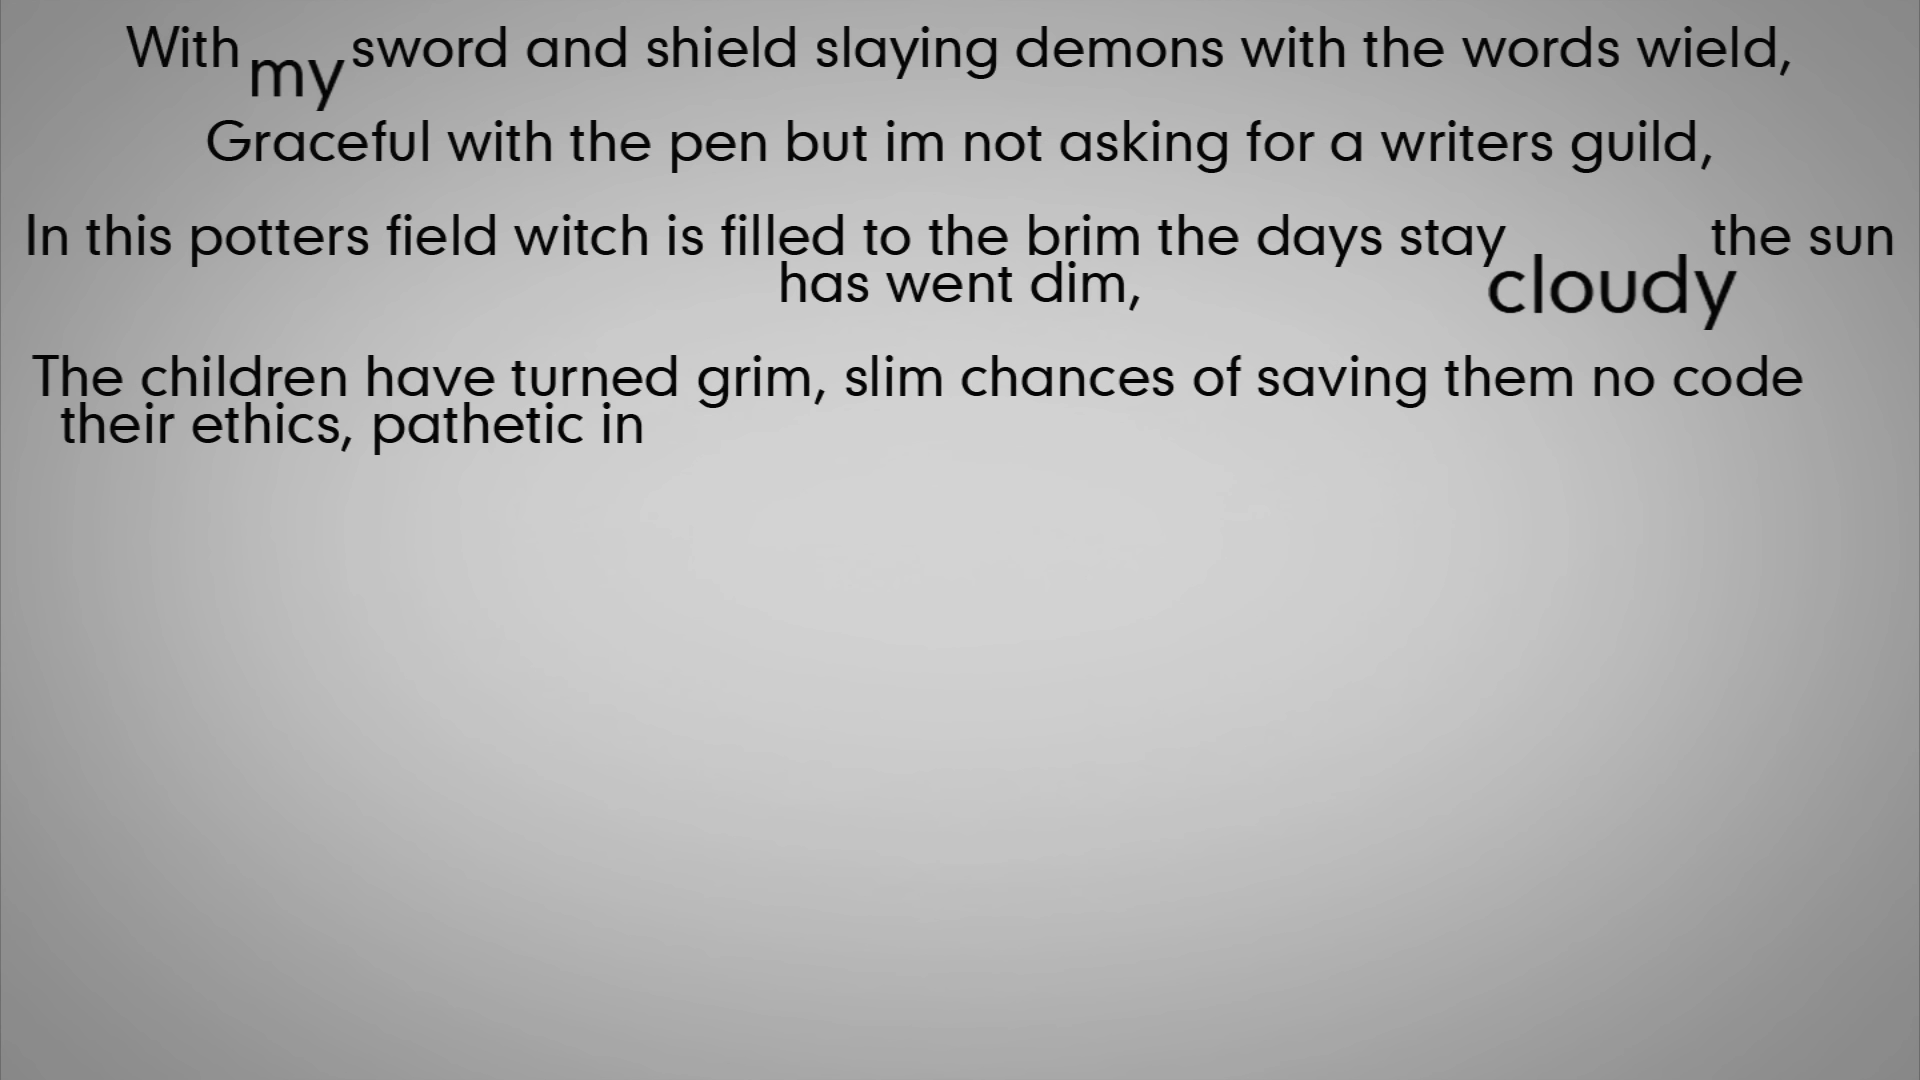 With my sword and shield slaying demons with the words wield,
Graceful with the pen but im not asking for a writers guild,
In this potters field witch is filled to the brim the days stay cloudy the sun
has went dim,
The children have turned grim, slim chances of saving them no code
their ethics, pathetic in